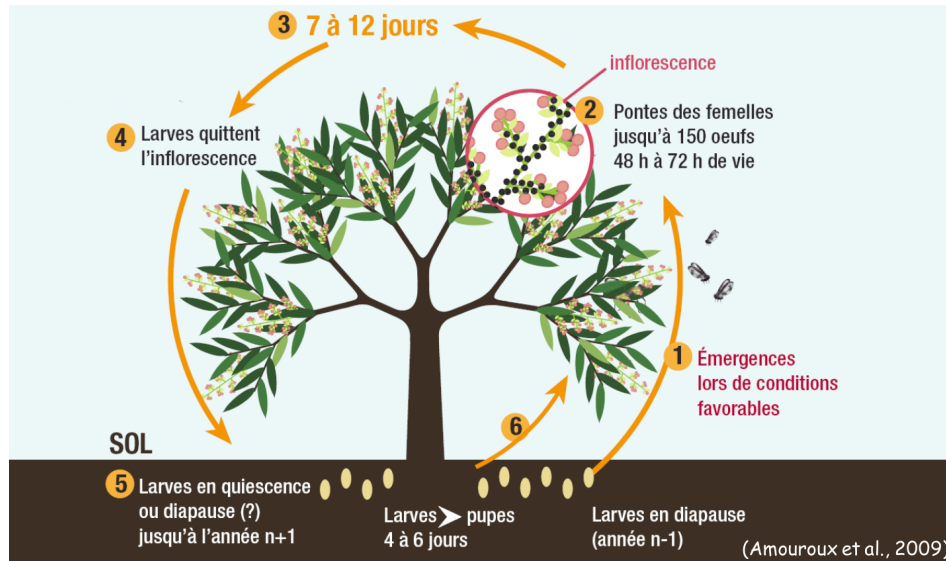 3 7 à 12 jours
inflorescence
2 Pontes des femelles
jusqu'à 150 oeufs
48 h à 72 h de vie
4 Larves quittent
l'inflorescence
1 Émergences
lors de conditions
favorables
6
SOL
5 Larves en quiescence
ou diapause (?)
jusqu'à l'année n+1
Larves > pupes
4 à 6 jours
Larves en diapause
(année n-1)
(Amouroux et al., 2009)